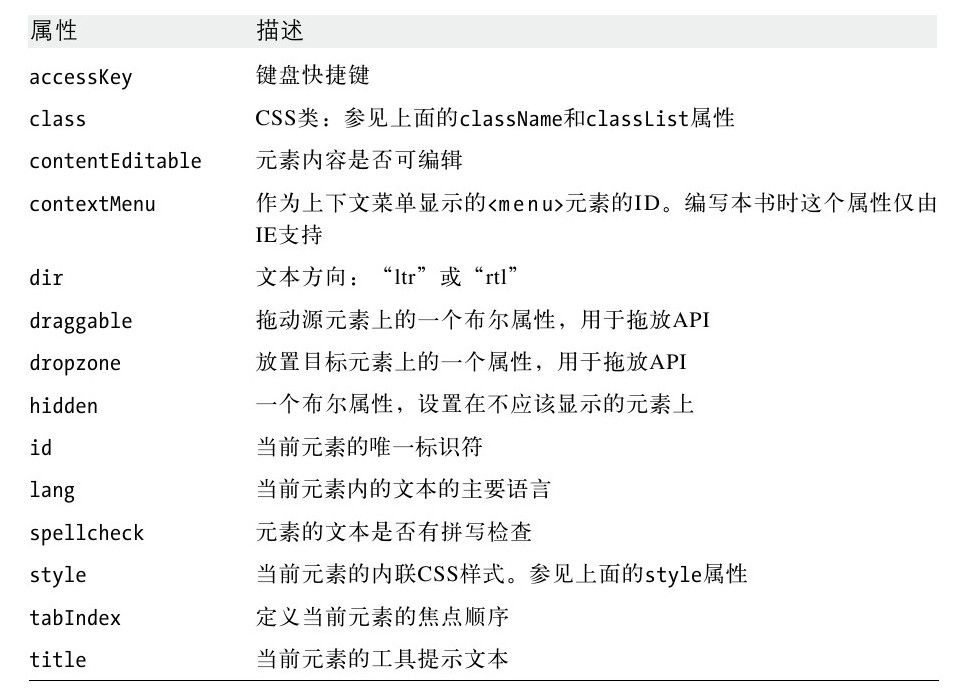 属性 描述
accessKey 键盘快捷键
class CSS类：参见上面的className和classList属性
contentEditable 元素内容是否可编辑
contextMenu 作为上下文菜单显示的<menu>元素的ID。编写本书时这个属性仅由
IE支持
dir 文本方向：“ltr”或“rtl”
draggable 拖动源元素上的一个布尔属性，用于拖放API
dropzone 放置目标元素上的一个属性，用于拖放API
hidden 一个布尔属性，设置在不应该显示的元素上
id 当前元素的唯一标识符
lang 当前元素内的文本的主要语言
spellcheck 元素的文本是否有拼写检查
style 当前元素的内联CSS样式。参见上面的style属性
tabIndex 定义当前元素的焦点顺序
title 当前元素的工具提示文本